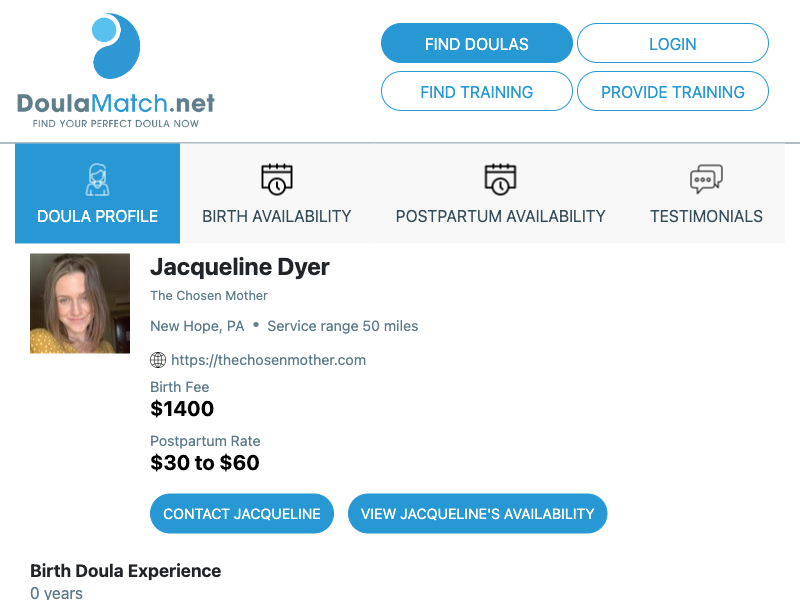 DoulaMatch.net
FIND YOUR PERFECT DOULA NOW
FIND DOULAS
LOGIN
FIND TRAINING
PROVIDE TRAINING
DOULA PROFILE
BIRTH AVAILABILITY
POSTPARTUM AVAILABILITY
TESTIMONIALS
Jacqueline Dyer
The Chosen Mother
New Hope, PA • Service range 50 miles
https://thechosenmother.com
Birth Fee
$1400
Postpartum Rate
$30 to $60
CONTACT JACQUELINE
VIEW JACQUELINE'S AVAILABILITY
Birth Doula Experience
0 years